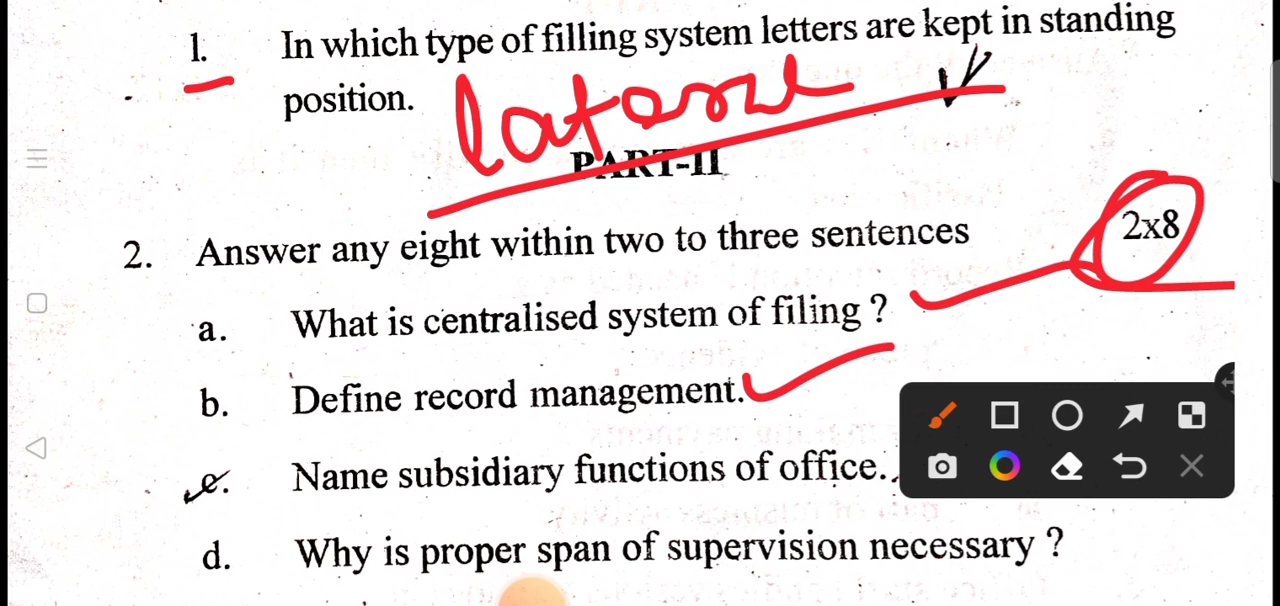 l. In which type of filling system letters are kept in standing
position.
PART-II
2. Answer any eight within two to three sentences 2x8
a. What is centralised system of filing ?
b. Define record management.
c. Name subsidiary functions of office.
d. Why is proper span of supervision necessary ?